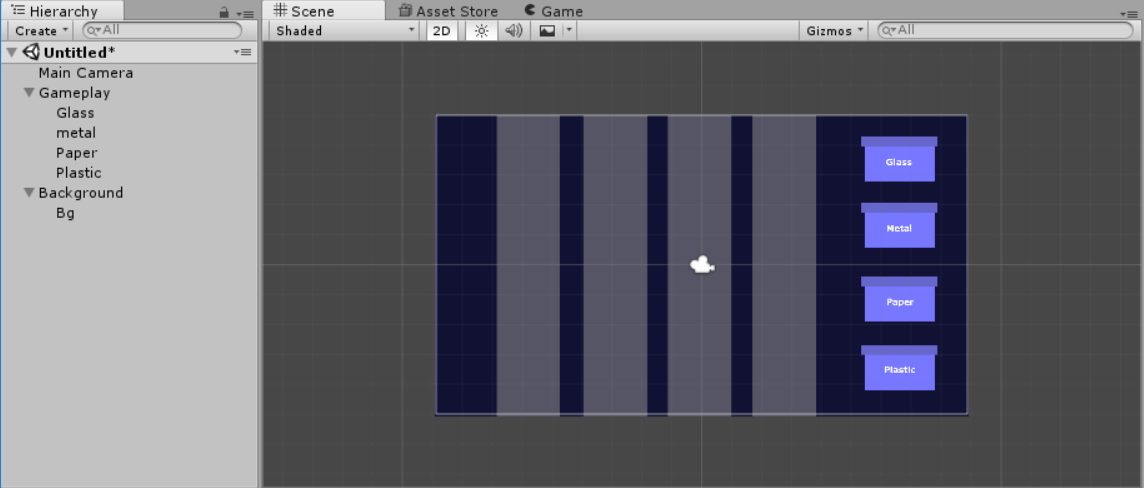 Hierarchy
Create
All
Untitled*
Main Camera
Gameplay
Glass
metal
Paper
Plastic
Background
Bg
Scene Asset Store Game
Shaded 2D Gizmos All
Glass
Metal
Paper
Plastic